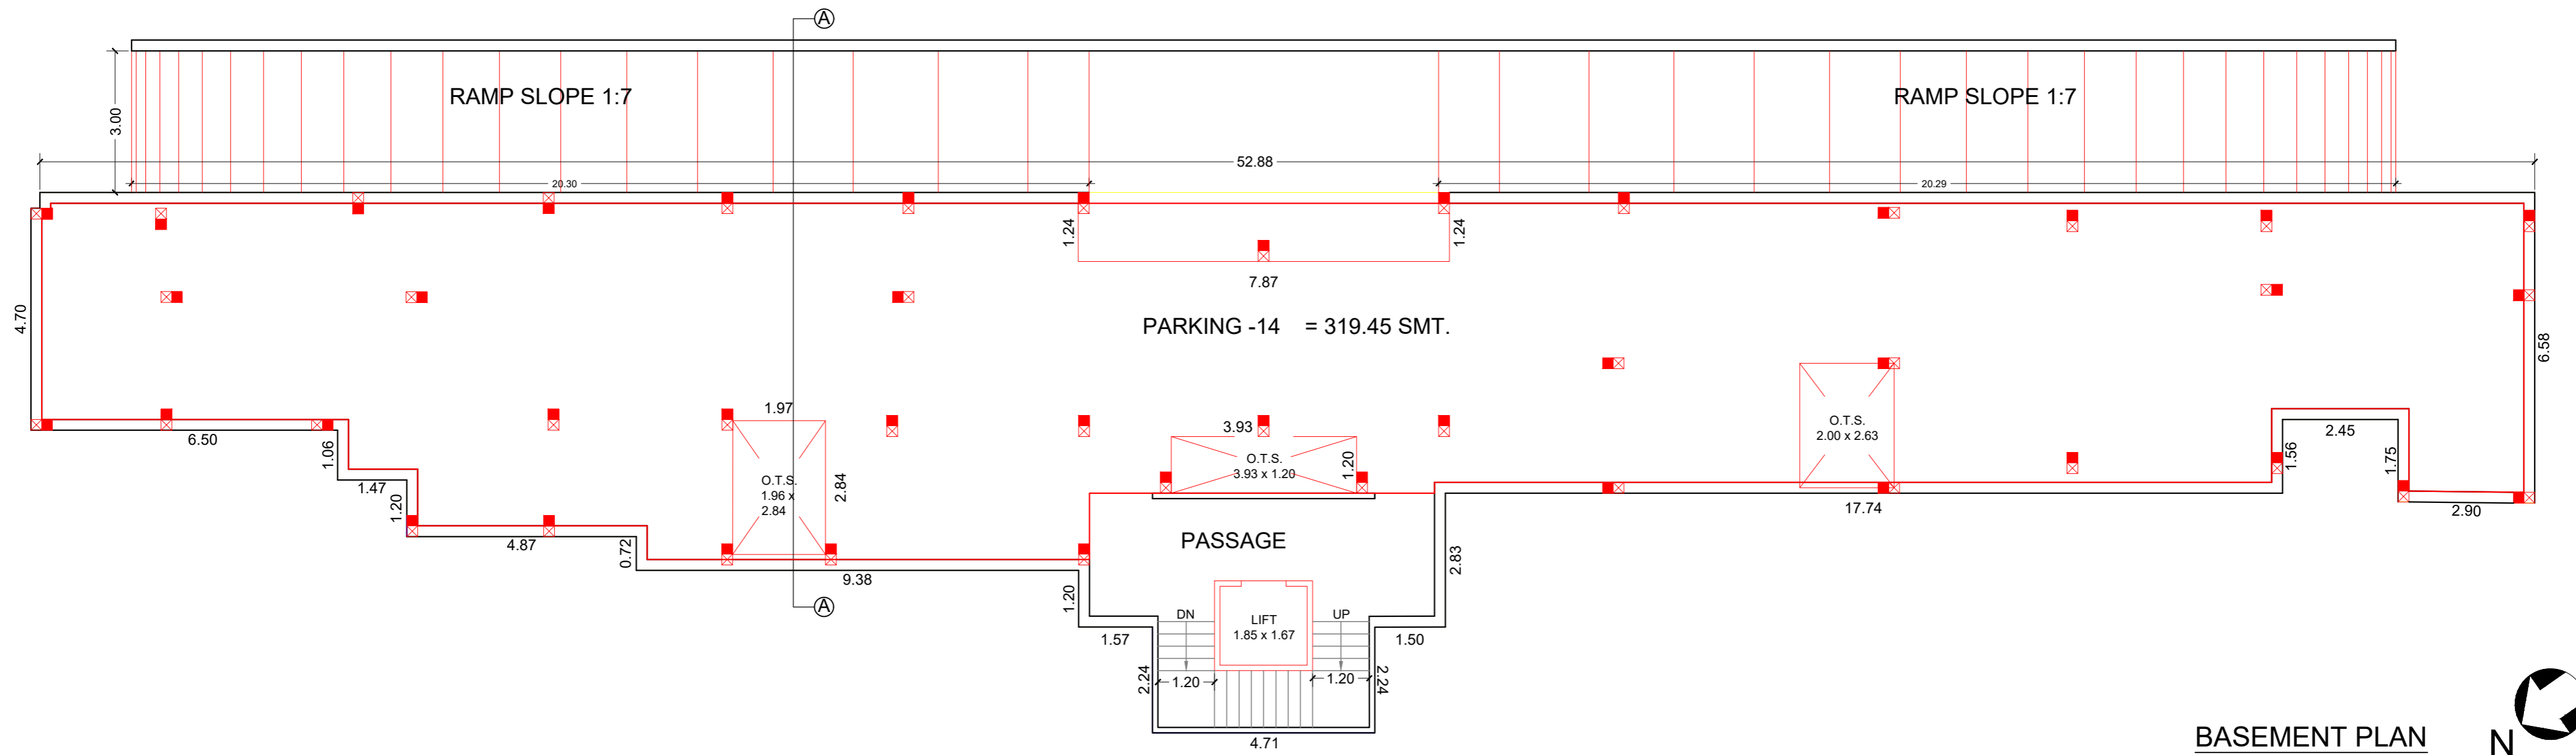 A
RAMP SLOPE 1:7
RAMP SLOPE 1:7
3.00
52.88
20.30
20.29
1.24
1.24
7.87
4.70
PARKING -14 = 319.45 SMT.
6.58
1.97
3.93
O.T.S.
2.00 x 2.63
6.50
1.06
2.45
1.56
1.75
O.T.S.
3.93 x 1.20
1.20
O.T.S.
1.96 x
2.84
2.84
1.47
1.20
17.74
2.90
4.87
0.72
PASSAGE
2.83
9.38
1.20
A
DN
LIFT
1.85 x 1.67
UP
1.57
1.50
2.24
1.20
1.20
2.24
4.71
BASEMENT PLAN
N